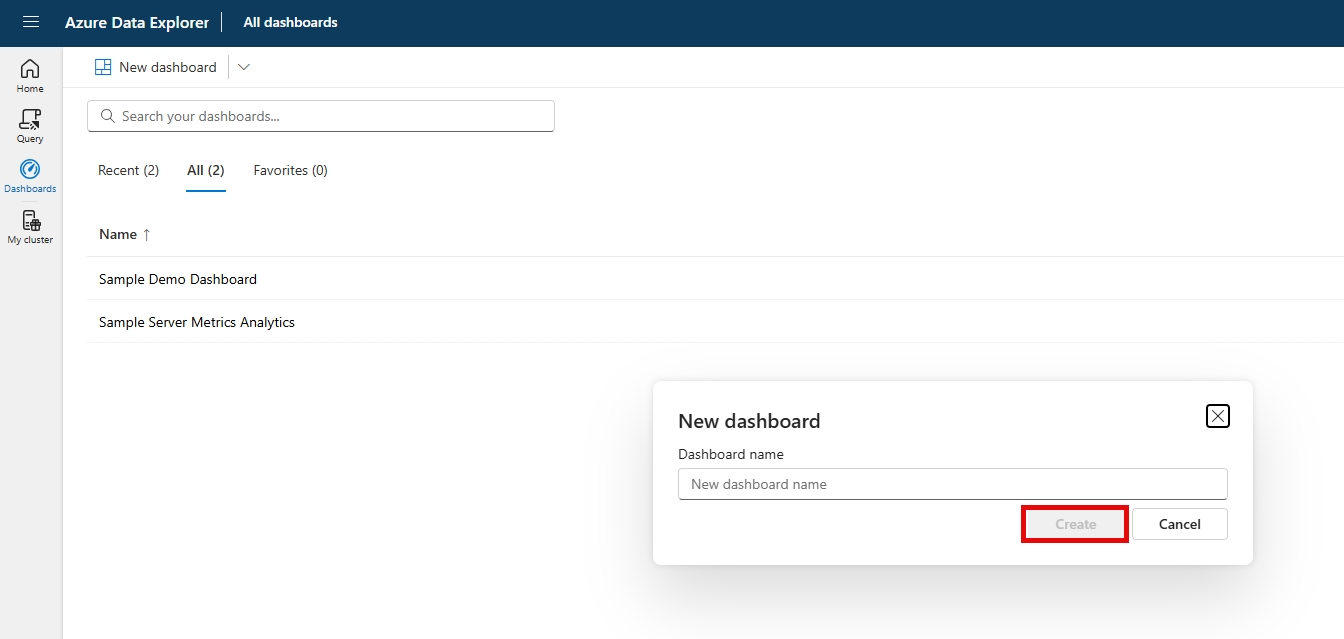 Azure Data Explorer
All dashboards
Home
Query
Dashboards
My cluster
New dashboard
Search your dashboards...
Recent (2)
All (2)
Favorites (0)
Name ↑
Sample Demo Dashboard
Sample Server Metrics Analytics
New dashboard
Dashboard name
New dashboard name
Create
Cancel